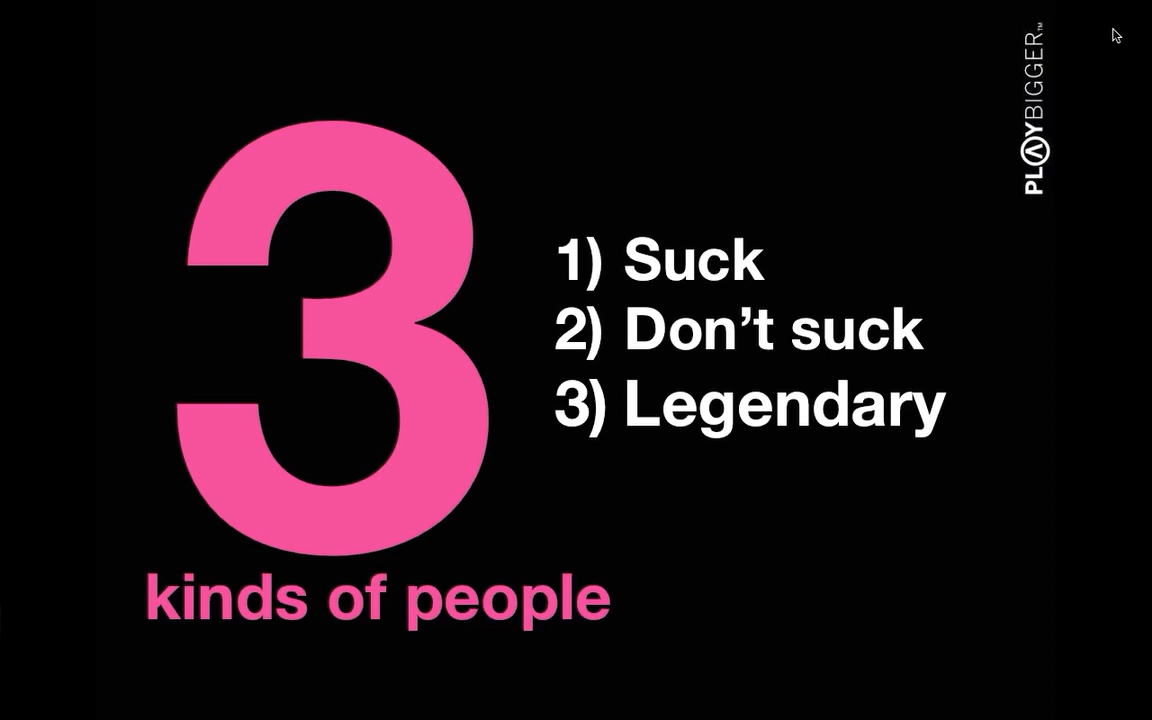 PLAYBIGGER™
3
kinds of people
1) Suck
2) Don’t suck
3) Legendary